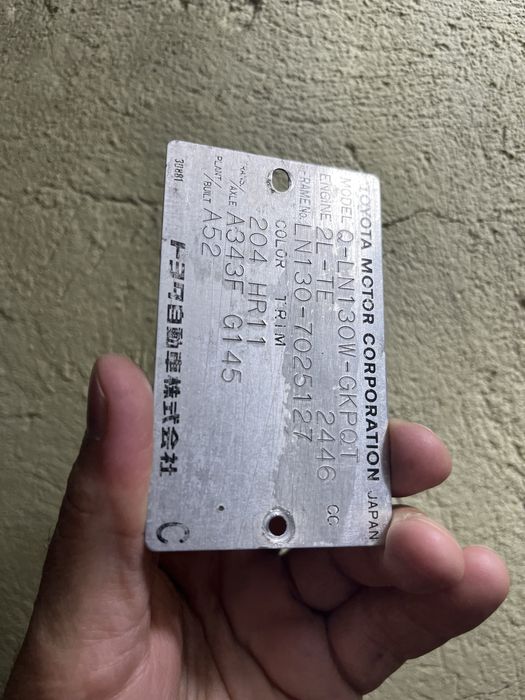 TOYOTA MOTOR CORPORATION JAPAN
MODEL Q-LN130W-GKPQT
ENGINE 2L-TE 2446 CC
FRAME No. LN130-7025127
COLOR TRIM
204 HR11
TRANS./AXLE A343F G145
PLANT/BUILT A52
トヨタ自動車株式会社
30881 C